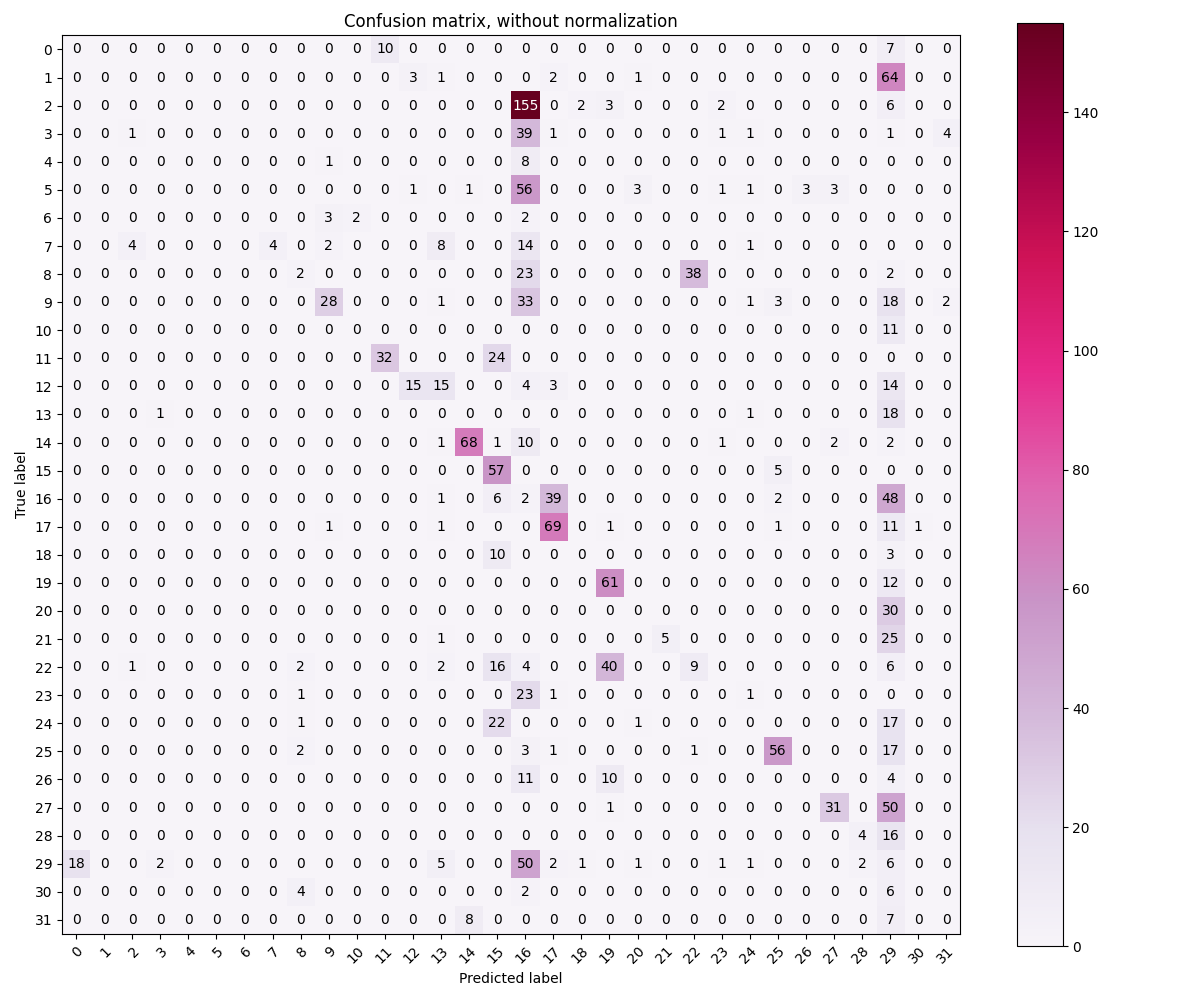 Confusion matrix, without normalization
True label
0 0 0 0 0 0 0 0 0 0 0 0 10 0 0 0 0 0 0 0 0 0 0 0 0 0 0 0 0 0 7 0 0
1 0 0 0 0 0 0 0 0 0 0 0 0 3 1 0 0 0 2 0 0 1 0 0 0 0 0 0 0 0 64 0 0
2 0 0 0 0 0 0 0 0 0 0 0 0 0 0 0 0 155 0 2 3 0 0 0 2 0 0 0 0 0 6 0 0
3 0 0 1 0 0 0 0 0 0 0 0 0 0 0 0 0 39 1 0 0 0 0 0 1 1 0 0 0 0 1 0 4
4 0 0 0 0 0 0 0 0 0 1 0 0 0 0 0 0 8 0 0 0 0 0 0 0 0 0 0 0 0 0 0 0
5 0 0 0 0 0 0 0 0 0 0 0 0 1 0 1 0 56 0 0 0 3 0 0 1 1 0 3 3 0 0 0 0
6 0 0 0 0 0 0 0 0 0 3 2 0 0 0 0 0 2 0 0 0 0 0 0 0 0 0 0 0 0 0 0 0
7 0 0 4 0 0 0 0 4 0 2 0 0 0 8 0 0 14 0 0 0 0 0 0 0 1 0 0 0 0 0 0 0
8 0 0 0 0 0 0 0 0 2 0 0 0 0 0 0 0 23 0 0 0 0 0 38 0 0 0 0 0 0 2 0 0
9 0 0 0 0 0 0 0 0 0 28 0 0 0 1 0 0 33 0 0 0 0 0 0 0 1 3 0 0 0 18 0 2
10 0 0 0 0 0 0 0 0 0 0 0 0 0 0 0 0 0 0 0 0 0 0 0 0 0 0 0 0 0 11 0 0
11 0 0 0 0 0 0 0 0 0 0 0 32 0 0 0 24 0 0 0 0 0 0 0 0 0 0 0 0 0 0 0 0
12 0 0 0 0 0 0 0 0 0 0 0 0 15 15 0 0 4 3 0 0 0 0 0 0 0 0 0 0 0 14 0 0
13 0 0 0 1 0 0 0 0 0 0 0 0 0 0 0 0 0 0 0 0 0 0 0 0 1 0 0 0 0 18 0 0
14 0 0 0 0 0 0 0 0 0 0 0 0 0 1 68 1 10 0 0 0 0 0 0 1 0 0 0 2 0 2 0 0
15 0 0 0 0 0 0 0 0 0 0 0 0 0 0 0 57 0 0 0 0 0 0 0 0 0 5 0 0 0 0 0 0
16 0 0 0 0 0 0 0 0 0 0 0 0 0 1 0 6 2 39 0 0 0 0 0 0 0 2 0 0 0 48 0 0
17 0 0 0 0 0 0 0 0 0 1 0 0 0 1 0 0 0 69 0 1 0 0 0 0 0 1 0 0 0 11 1 0
18 0 0 0 0 0 0 0 0 0 0 0 0 0 0 0 10 0 0 0 0 0 0 0 0 0 0 0 0 0 3 0 0
19 0 0 0 0 0 0 0 0 0 0 0 0 0 0 0 0 0 0 0 61 0 0 0 0 0 0 0 0 0 12 0 0
20 0 0 0 0 0 0 0 0 0 0 0 0 0 0 0 0 0 0 0 0 0 0 0 0 0 0 0 0 0 30 0 0
21 0 0 0 0 0 0 0 0 0 0 0 0 0 1 0 0 0 0 0 0 0 5 0 0 0 0 0 0 0 25 0 0
22 0 0 1 0 0 0 0 0 2 0 0 0 0 2 0 16 4 0 0 40 0 0 9 0 0 0 0 0 0 6 0 0
23 0 0 0 0 0 0 0 0 1 0 0 0 0 0 0 0 23 1 0 0 0 0 0 0 1 0 0 0 0 0 0 0
24 0 0 0 0 0 0 0 0 1 0 0 0 0 0 0 22 0 0 0 0 1 0 0 0 0 0 0 0 0 17 0 0
25 0 0 0 0 0 0 0 0 2 0 0 0 0 0 0 0 3 1 0 0 0 0 1 0 0 56 0 0 0 17 0 0
26 0 0 0 0 0 0 0 0 0 0 0 0 0 0 0 0 11 0 0 10 0 0 0 0 0 0 0 0 0 4 0 0
27 0 0 0 0 0 0 0 0 0 0 0 0 0 0 0 0 0 0 0 1 0 0 0 0 0 0 0 31 0 50 0 0
28 0 0 0 0 0 0 0 0 0 0 0 0 0 0 0 0 0 0 0 0 0 0 0 0 0 0 0 0 4 16 0 0
29 18 0 0 2 0 0 0 0 0 0 0 0 0 5 0 0 50 2 1 0 1 0 0 1 1 0 0 0 2 6 0 0
30 0 0 0 0 0 0 0 0 4 0 0 0 0 0 0 0 2 0 0 0 0 0 0 0 0 0 0 0 0 6 0 0
31 0 0 0 0 0 0 0 0 0 0 0 0 0 0 8 0 0 0 0 0 0 0 0 0 0 0 0 0 0 7 0 0
0 1 2 3 4 5 6 7 8 9 10 11 12 13 14 15 16 17 18 19 20 21 22 23 24 25 26 27 28 29 30 31
Predicted label
140
120
100
80
60
40
20
0